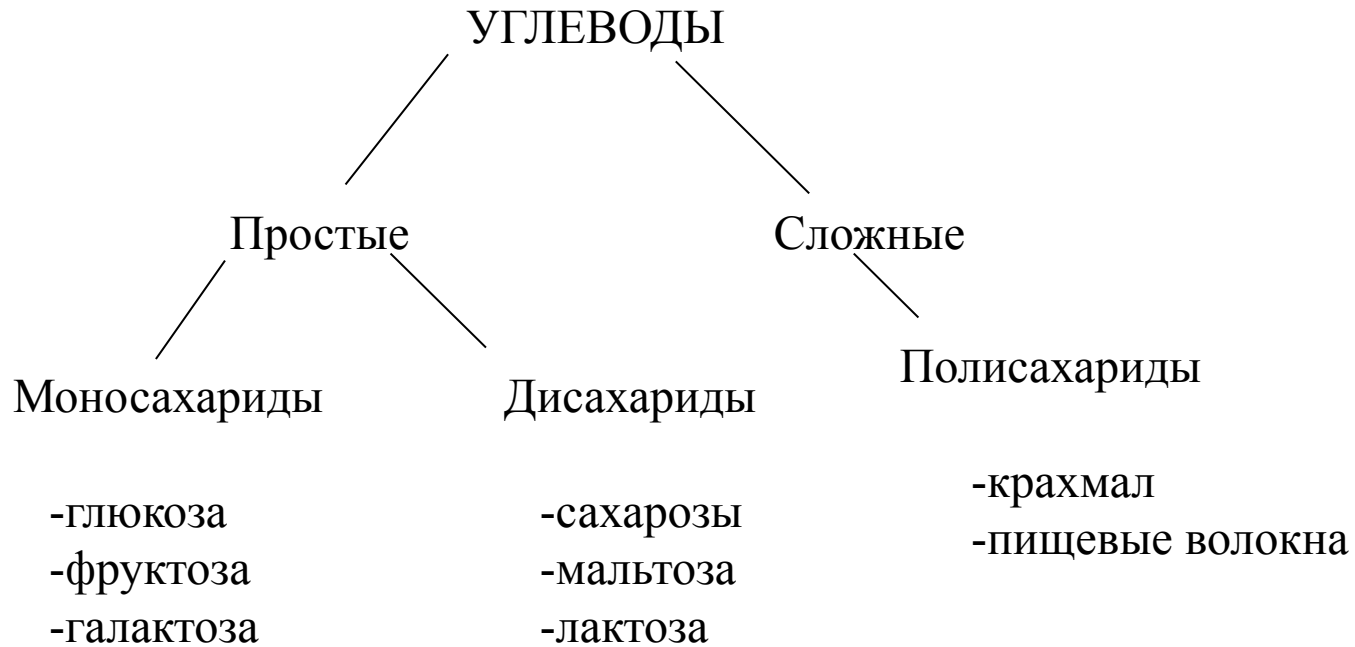 УГЛЕВОДЫ
Простые
Сложные
Моносахариды
Дисахариды
Полисахариды
-глюкоза
-фруктоза
-галактоза
-сахарозы
-мальтоза
-лактоза
-крахмал
-пищевые волокна